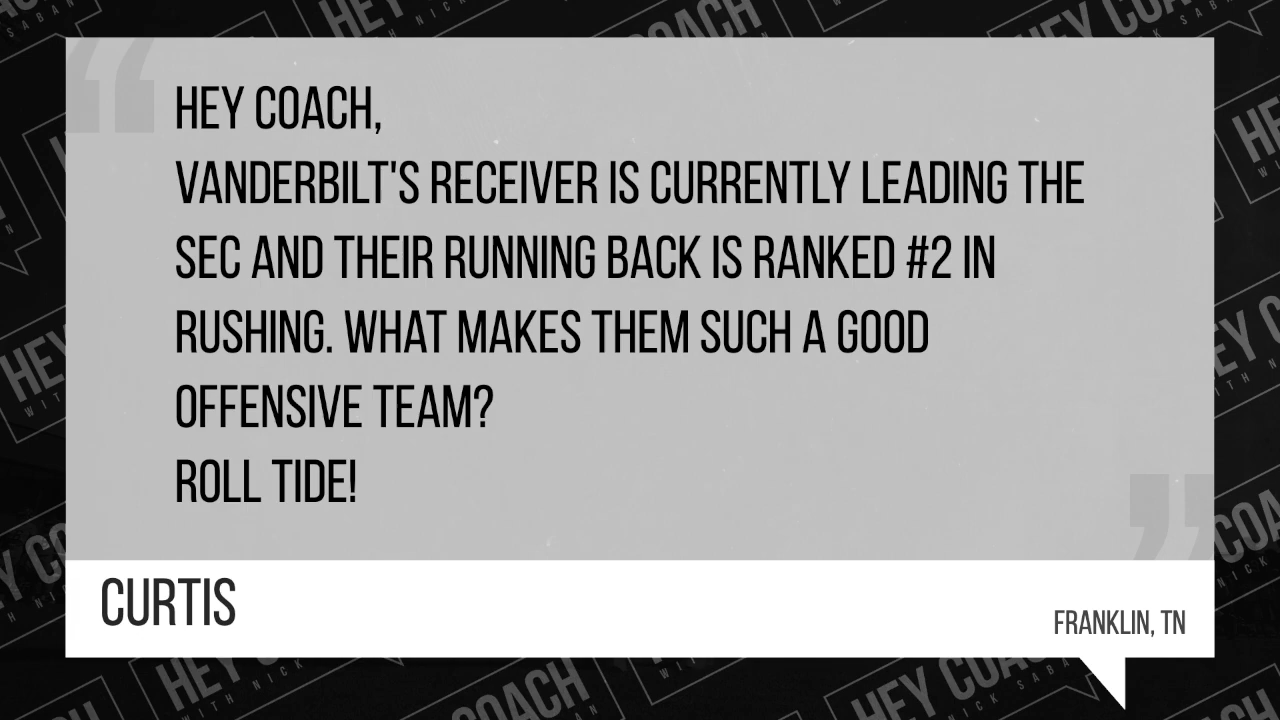 HEY COACH,
VANDERBILT'S RECEIVER IS CURRENTLY LEADING THE
SEC AND THEIR RUNNING BACK IS RANKED #2 IN
RUSHING. WHAT MAKES THEM SUCH A GOOD
OFFENSIVE TEAM?
ROLL TIDE!
CURTIS
FRANKLIN, TN